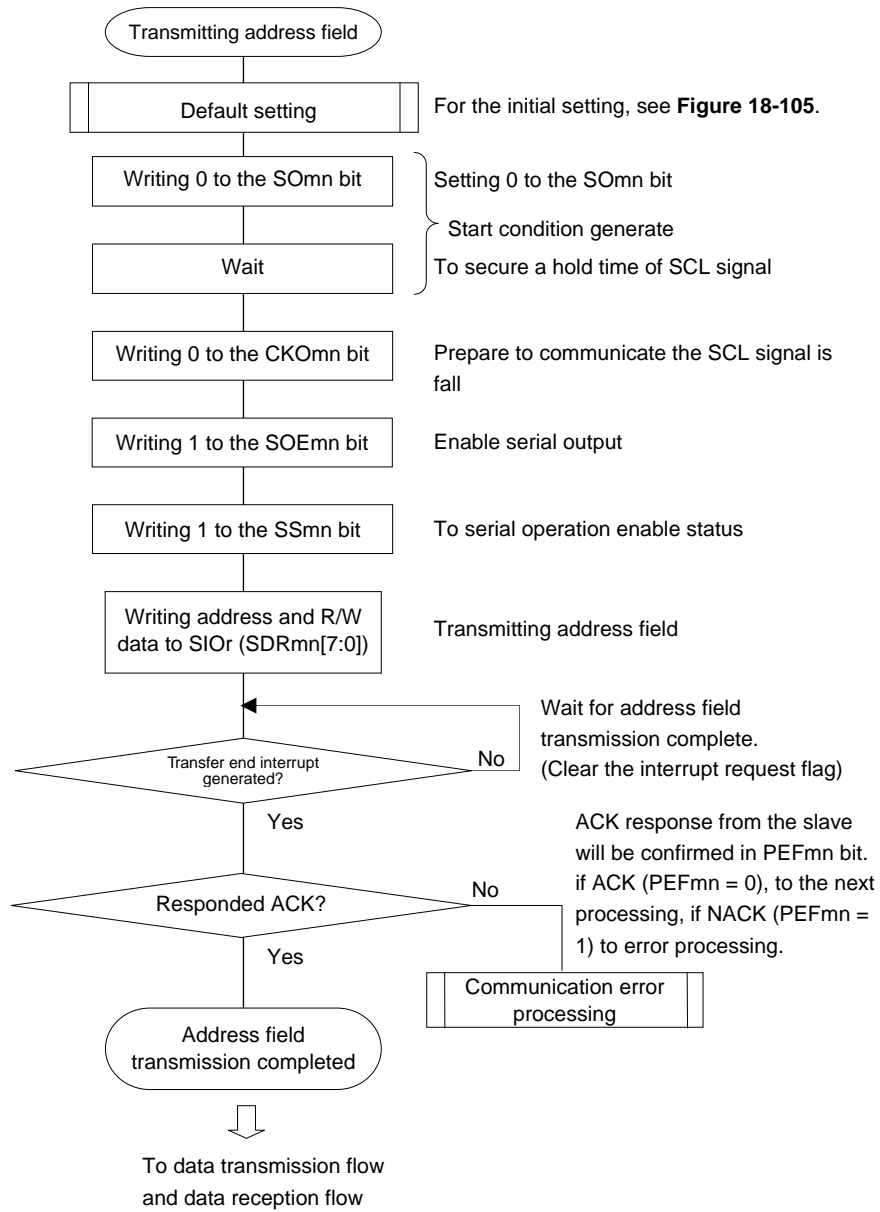 Transmitting address field
Default setting
For the initial setting, see Figure 18-105.
Writing 0 to the SOmn bit
Setting 0 to the SOmn bit
Start condition generate
Wait
To secure a hold time of SCL signal
Writing 0 to the CKOmn bit
Prepare to communicate the SCL signal is
fall
Writing 1 to the SOEmn bit
Enable serial output
Writing 1 to the SSmn bit
To serial operation enable status
Writing address and R/W
data to SIOr (SDRmn[7:0])
Transmitting address field
Wait for address field
transmission complete.
(Clear the interrupt request flag)
Transfer end interrupt
generated?
No
Yes
ACK response from the slave
will be confirmed in PEFmn bit.
if ACK (PEFmn = 0), to the next
processing, if NACK (PEFmn =
1) to error processing.
Responded ACK?
No
Yes
Communication error
processing
Address field
transmission completed
To data transmission flow
and data reception flow